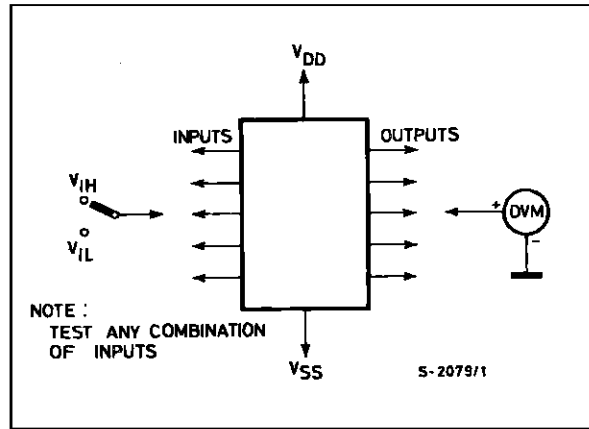 VDD
INPUTS
OUTPUTS
VIH
VIL
+
DVM
-
NOTE :
TEST ANY COMBINATION
OF INPUTS
VSS
S-2079/1